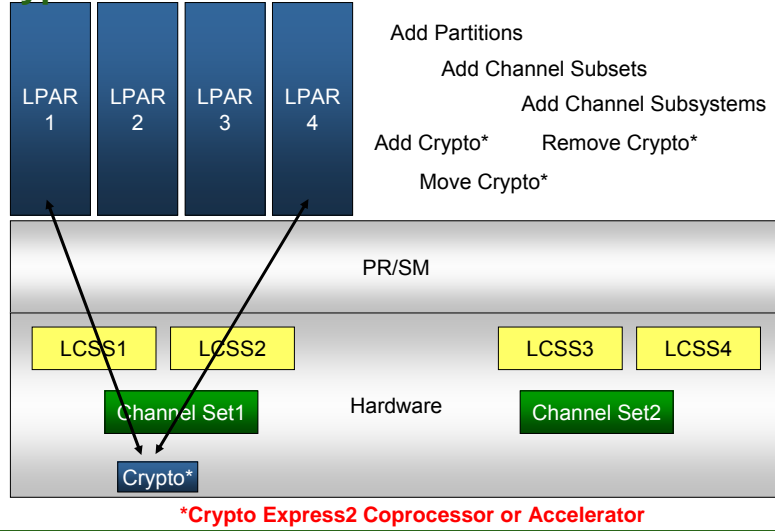 LPAR 1
LPAR 2
LPAR 3
LPAR 4
Add Partitions
Add Channel Subsets
Add Channel Subsystems
Add Crypto*
Remove Crypto*
Move Crypto*
PR/SM
LCSS1
LCSS2
LCSS3
LCSS4
Channel Set1
Hardware
Channel Set2
Crypto*
*Crypto Express2 Coprocessor or Accelerator